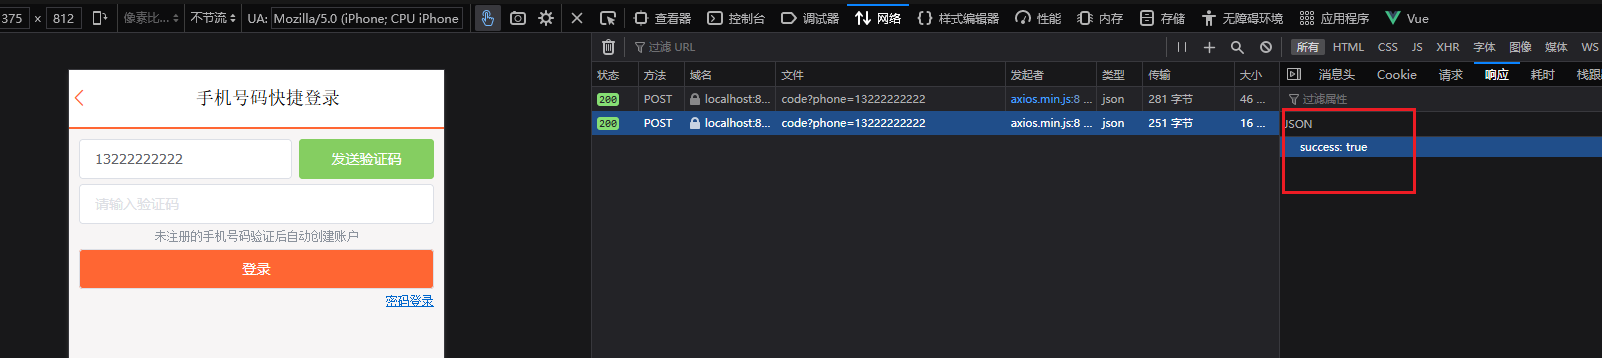 375 × 812 像素比... 不节流 UA: Mozilla/5.0 (iPhone; CPU iPhone
查看器 控制台 调试器 网络 样式编辑器 性能 内存 存储 无障碍环境 应用程序 Vue
过滤 URL
所有 HTML CSS JS XHR 字体 图像 媒体 WS
状态 方法 域名 文件 发起者 类型 传输 大小
消息头 Cookie 请求 响应 耗时 栈跟
200 POST localhost:8... code?phone=13222222222 axios.min.js:8 ... json 281 字节 46 ...
200 POST localhost:8... code?phone=13222222222 axios.min.js:8 ... json 251 字节 16 ...
过滤属性
JSON
success: true
手机号码快捷登录
13222222222 发送验证码
请输入验证码
未注册的手机号码验证后自动创建账户
登录
密码登录